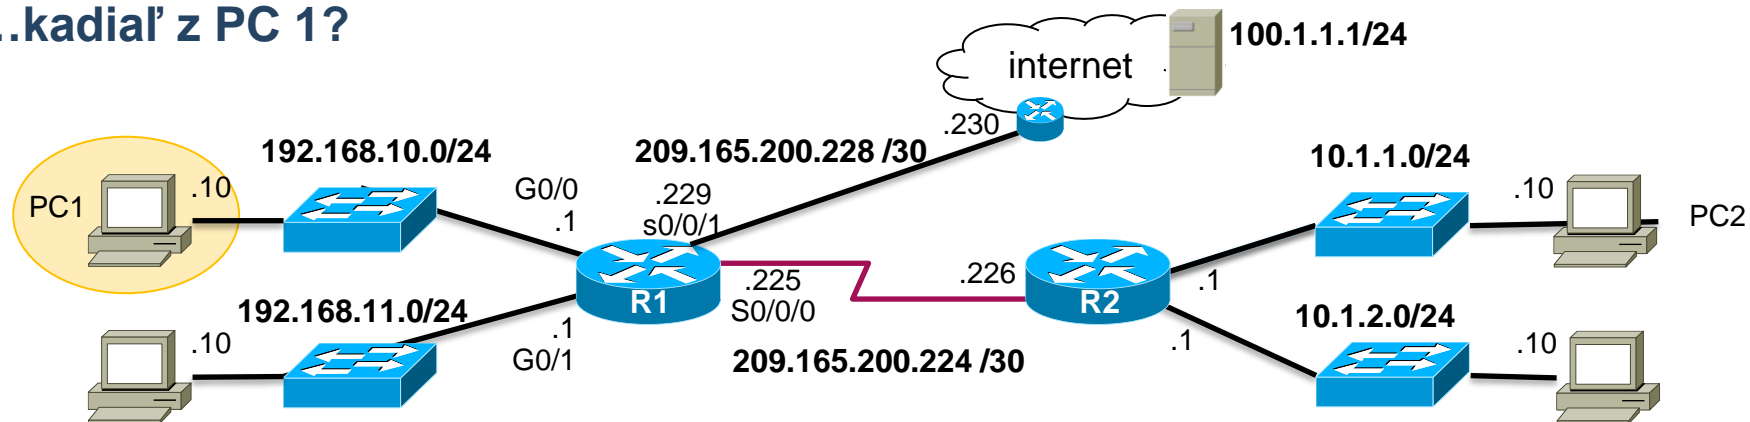 ..kadiaľ z PC 1?
100.1.1.1/24
internet
.230
192.168.10.0/24
209.165.200.228 /30
10.1.1.0/24
PC1
.10
G0/0
.1
.229
s0/0/1
.10
PC2
.225
S0/0/0
.226
R1
R2
.1
192.168.11.0/24
.1
G0/1
.10
209.165.200.224 /30
10.1.2.0/24
.1
.10